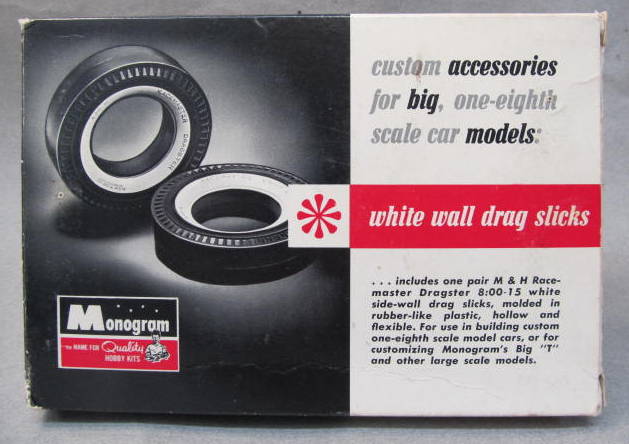 custom accessories
for big, one-eighth
scale car models:
white wall drag slicks
. . . includes one pair M & H Race-
master Dragster 8:00-15 white
side-wall drag slicks, molded in
rubber-like plastic, hollow and
flexible. For use in building custom
one-eighth scale model cars, or for
customizing Monogram's Big "T"
and other large scale models.
RACEMASTER DRAGSTER
Monogram
THE NAME FOR Quality
HOBBY KITS